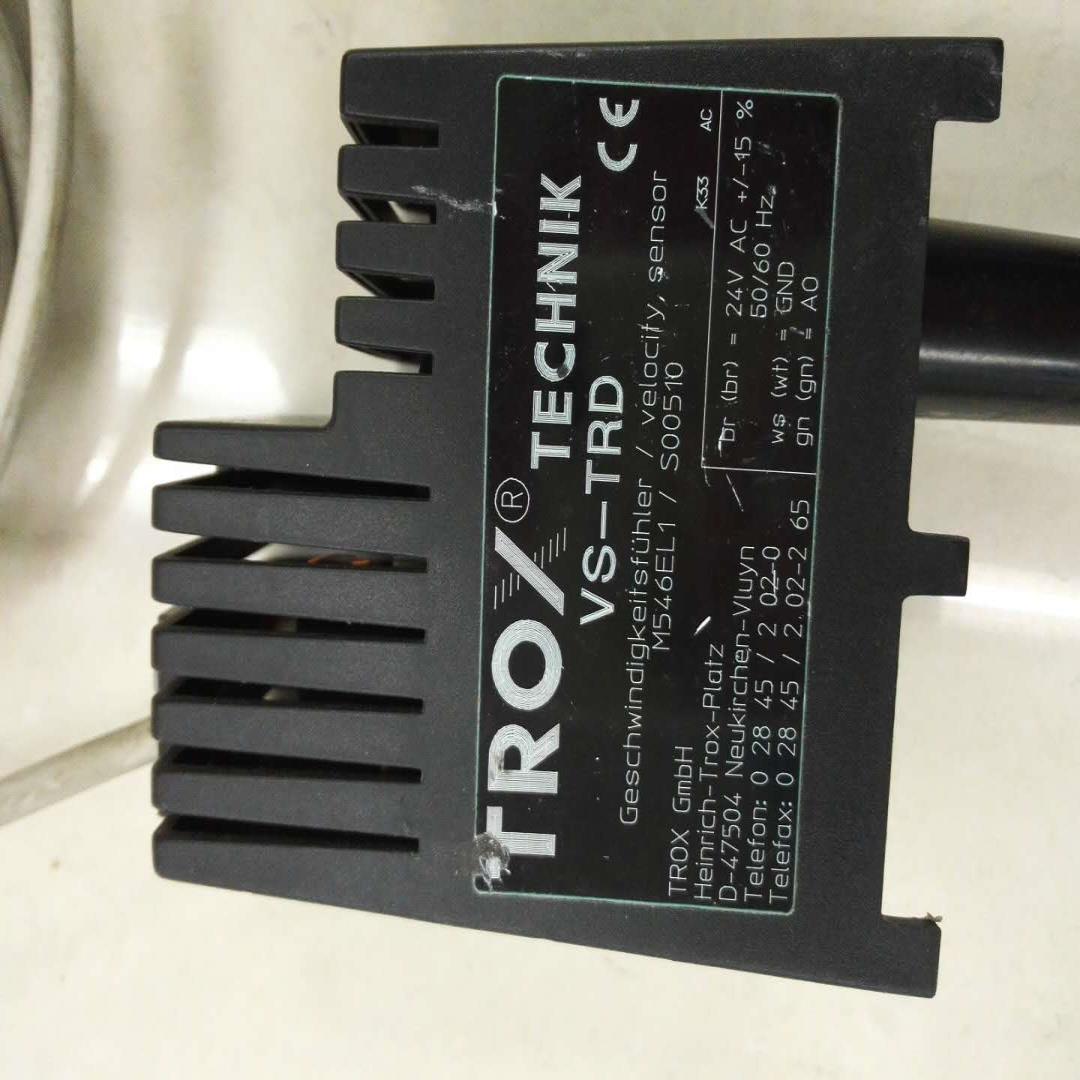 TROX® TECHNIK
VS-TRD
CE
Geschwindigkeitsfühler / velocity, sensor
M546EL1 / S00510
TROX GmbH
Heinrich-Trox-Platz
D-47504 Neukirchen-Vluyn
Telefon: 0 28 45 / 2 02-0
Telefax: 0 28 45 / 2 02-2 65
K33 AC
br (br) = 24V AC +/-15 %
50/60 Hz
ws (wt) = GND
gn (gn) = AO